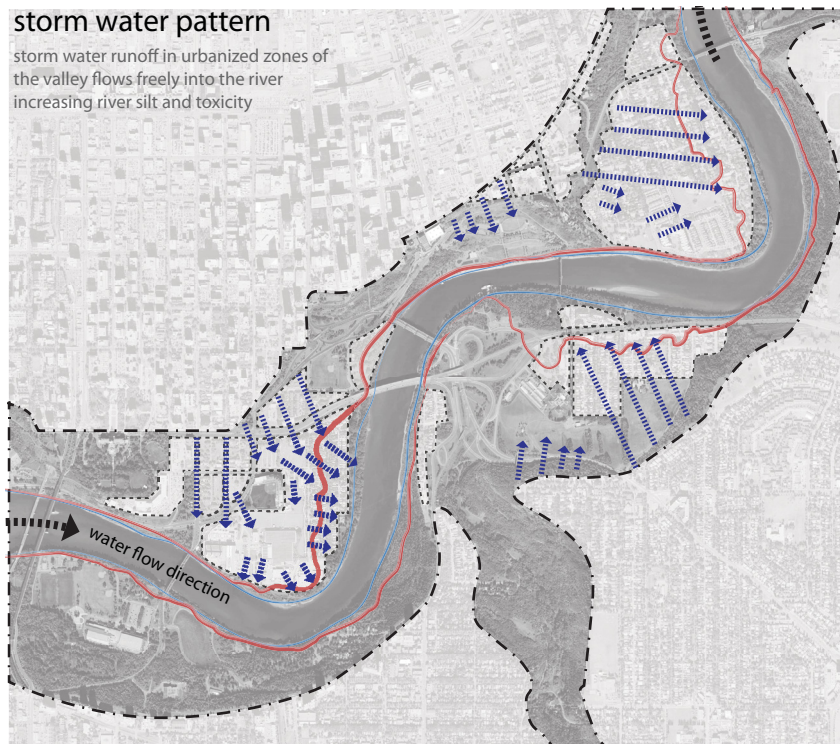 storm water pattern
storm water runoff in urbanized zones of
the valley flows freely into the river
increasing river silt and toxicity
water flow direction